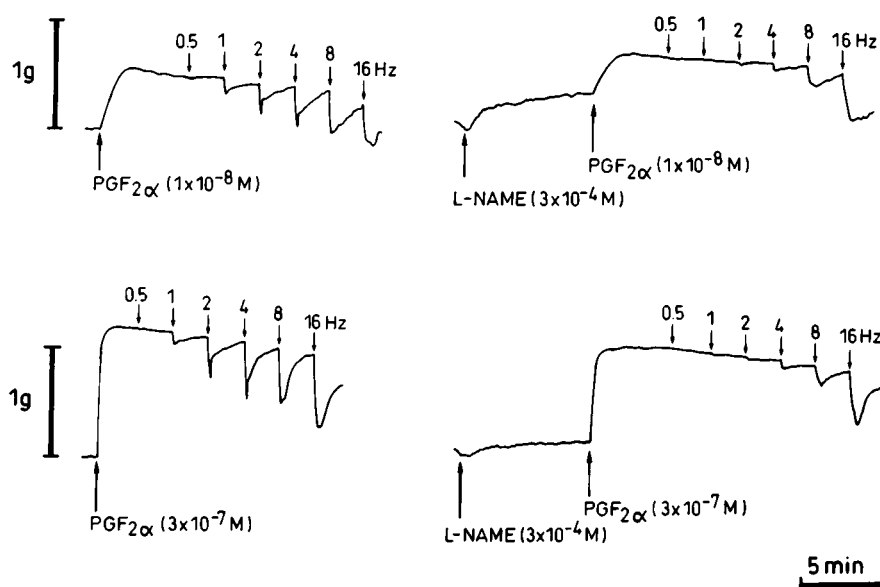 0.5 1 2 4 8 16 Hz
1g
PGF2α (1x10-8 M)
0.5 1 2 4 8 16 Hz
PGF2α (1x10-8 M)
L-NAME (3x10-4 M)
0.5 1 2 4 8 16 Hz
1g
PGF2α (3x10-7 M)
0.5 1 2 4 8 16 Hz
PGF2α (3x10-7 M)
L-NAME (3x10-4 M)
5 min